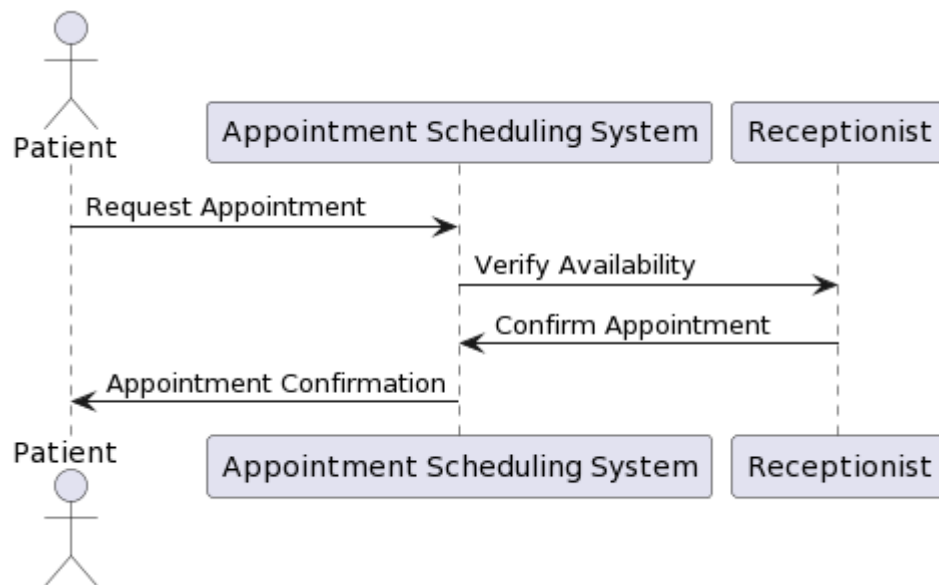 Patient
Appointment Scheduling System
Receptionist
Request Appointment
Verify Availability
Confirm Appointment
Appointment Confirmation
Patient
Appointment Scheduling System
Receptionist